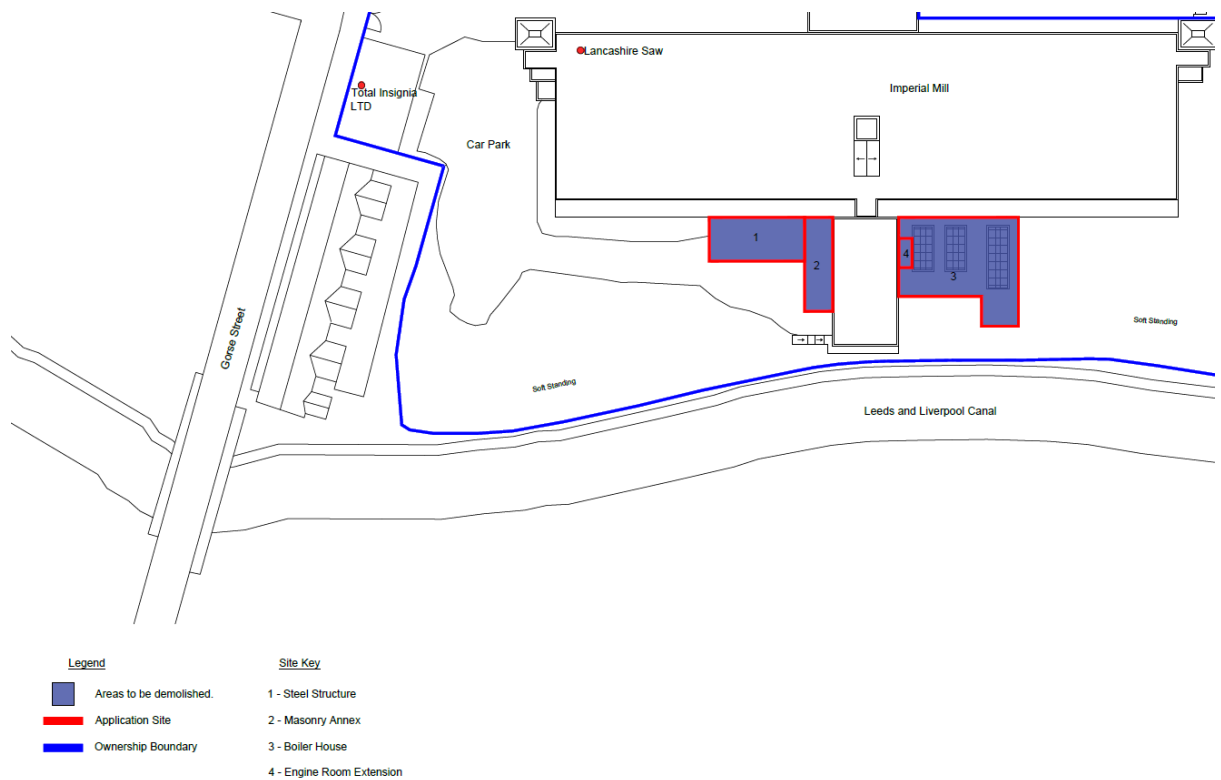 Lancashire Saw
Total Insignia
LTD
Imperial Mill
Car Park
1
2
4
3
Gorse Street
Soft Standing
Soft Standing
Leeds and Liverpool Canal
Legend
Areas to be demolished.
Application Site
Ownership Boundary
Site Key
1 - Steel Structure
2 - Masonry Annex
3 - Boiler House
4 - Engine Room Extension